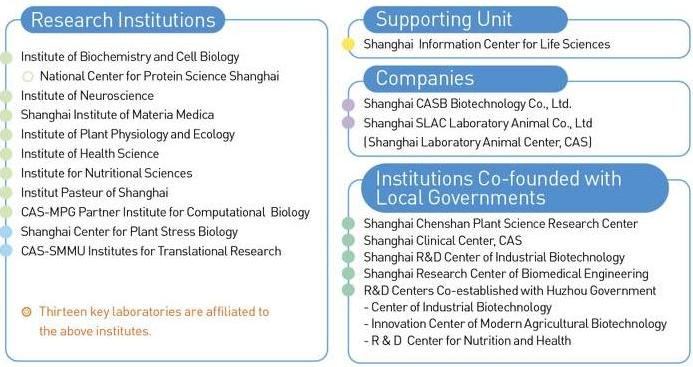 Research Institutions
Institute of Biochemistry and Cell Biology
National Center for Protein Science Shanghai
Institute of Neuroscience
Shanghai Institute of Materia Medica
Institute of Plant Physiology and Ecology
Institute of Health Science
Institute for Nutritional Sciences
Institut Pasteur of Shanghai
CAS-MPG Partner Institute for Computational Biology
Shanghai Center for Plant Stress Biology
CAS-SMMU Institutes for Translational Research
Thirteen key laboratories are affiliated to
the above institutes.
Supporting Unit
Shanghai Information Center for Life Sciences
Companies
Shanghai CASB Biotechnology Co., Ltd.
Shanghai SLAC Laboratory Animal Co., Ltd
(Shanghai Laboratory Animal Center, CAS)
Institutions Co-founded with
Local Governments
Shanghai Chenshan Plant Science Research Center
Shanghai Clinical Center, CAS
Shanghai R&D Center of Industrial Biotechnology
Shanghai Research Center of Biomedical Engineering
R&D Centers Co-established with Huzhou Government
- Center of Industrial Biotechnology
- Innovation Center of Modern Agricultural Biotechnology
- R & D Center for Nutrition and Health